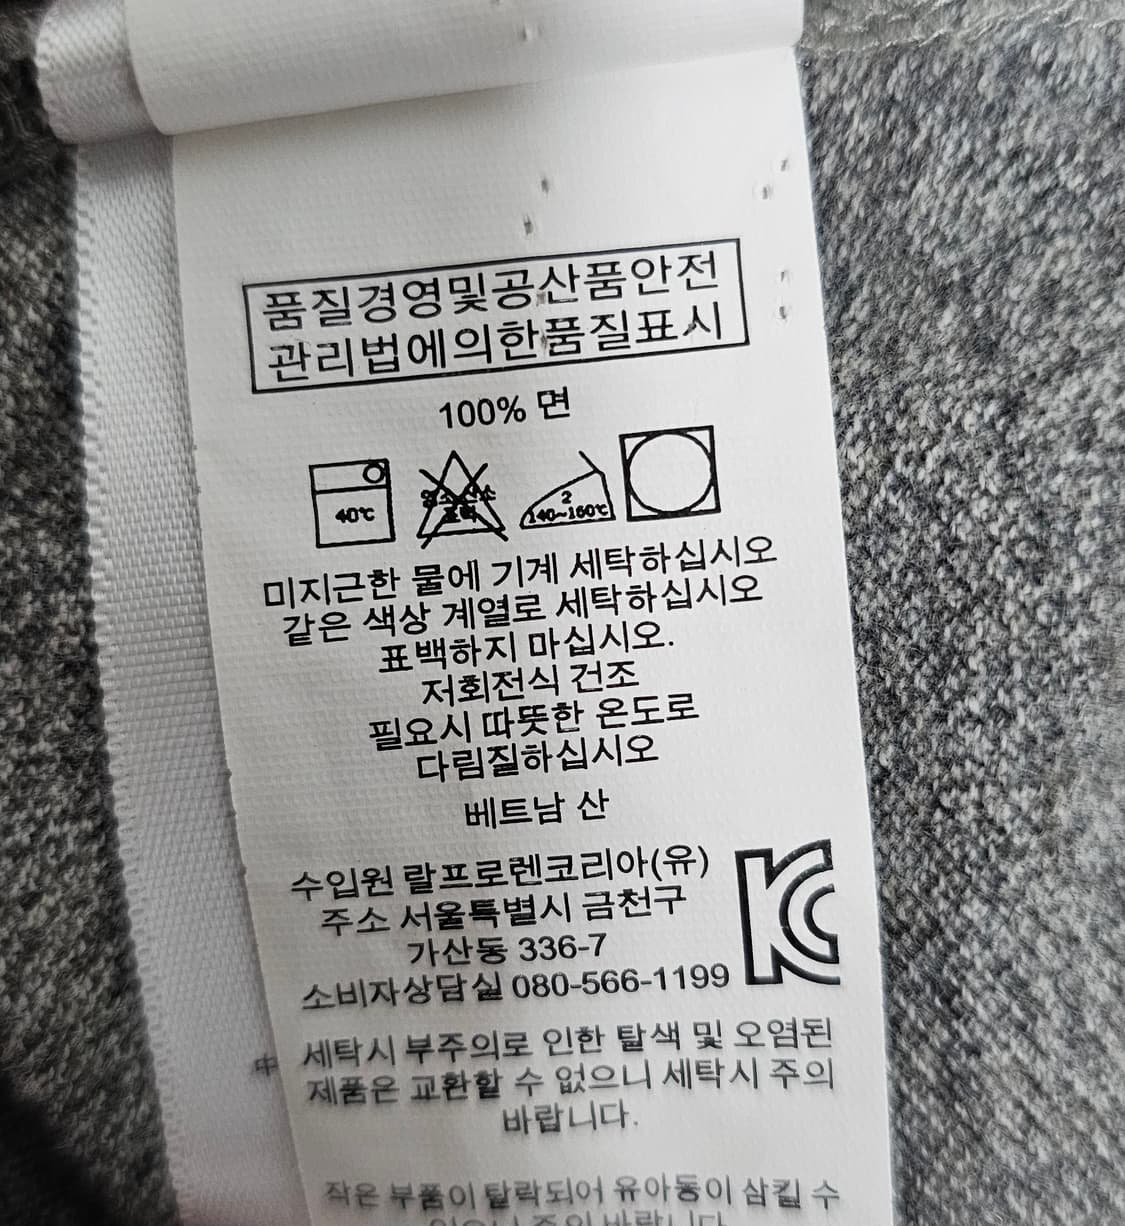 품질경영및공산품안전
관리법에의한품질표시
100% 면
40℃
2
140~160℃
미지근한 물에 기계 세탁하십시오
같은 색상 계열로 세탁하십시오
표백하지 마십시오.
저회전식 건조
필요시 따뜻한 온도로
다림질하십시오
베트남 산
수입원 랄프로렌코리아(유)
주소 서울특별시 금천구
가산동 336-7
소비자상담실 080-566-1199
세탁시 부주의로 인한 탈색 및 오염된
제품은 교환할 수 없으니 세탁시 주의
바랍니다.
中
작은 부품이 탈락되어 유아동이 삼킬 수